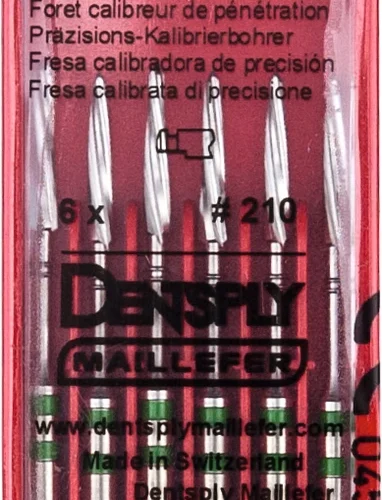 Foret calibreur de pénétration
Präzisions-Kalibrierbohrer
Fresa calibradora de precisión
Fresa calibrata di precisione
6 x # 210
DENTSPLY
MAILLEFER
www.dentsplymaillefer.com
Made in Switzerland
Dentsply Maillefer